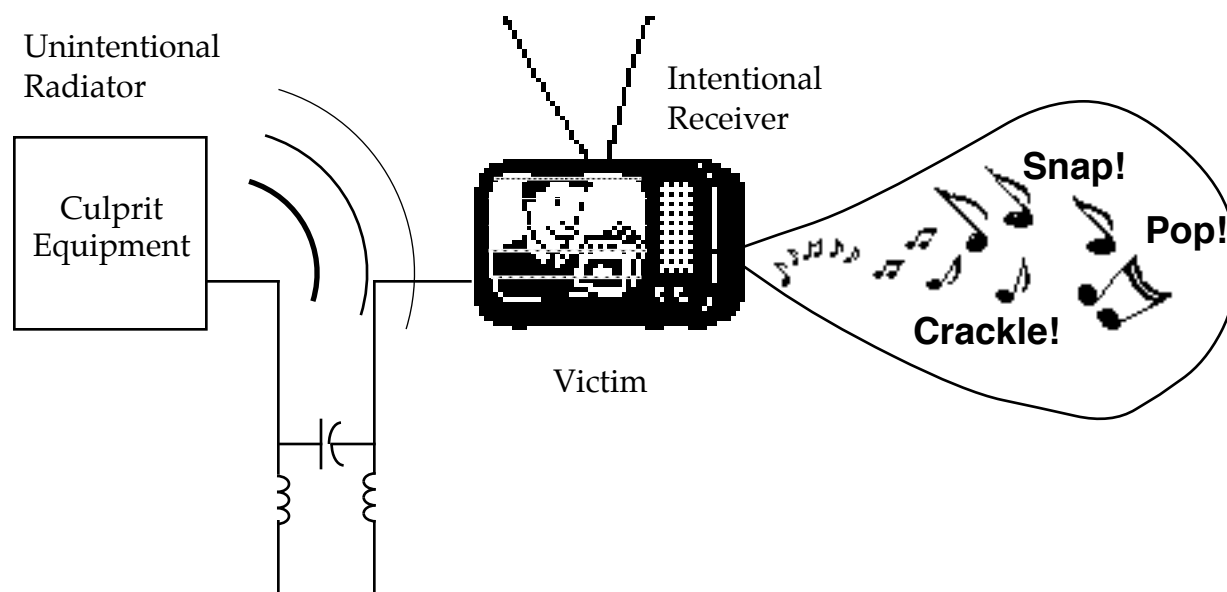 Unintentional
Radiator
Intentional
Receiver
Culprit
Equipment
Snap!
Pop!
Crackle!
Victim